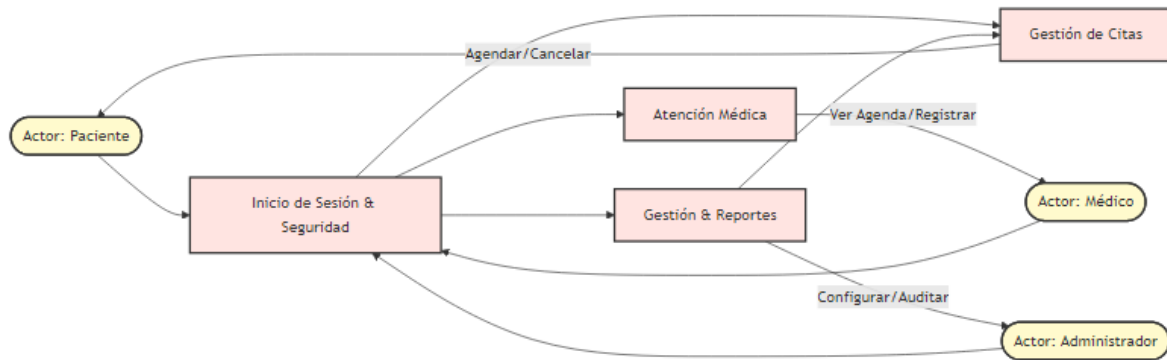 Gestión de Citas
Agendar/Cancelar
Atención Médica
Ver Agenda/Registrar
Actor: Paciente
Inicio de Sesión &
Seguridad
Gestión & Reportes
Actor: Médico
Configurar/Auditar
Actor: Administrador